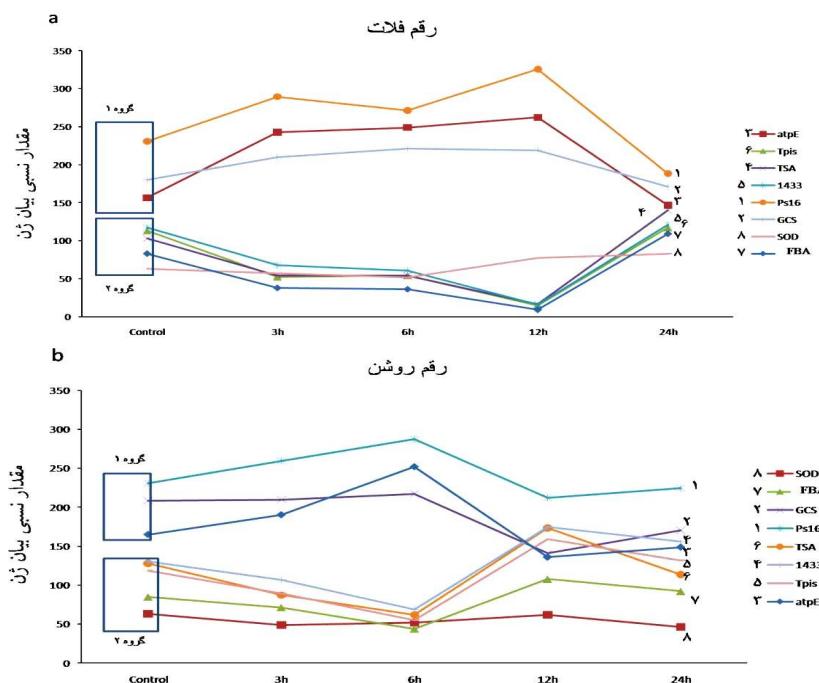 a
رقم فلات
مقدار نسبی بیان ژن
350
300
250
200
150
100
50
0
گروه ۱
گروه ۲
Control
3h
6h
12h
24h
۱
۲
۳
۴
۵
۶
۷
۸
۳ atpE
۶ Tpis
۴ TSA
۵ 1433
۱ Ps16
۲ GCS
۸ SOD
۷ FBA
b
رقم روشن
مقدار نسبی بیان ژن
350
300
250
200
150
100
50
0
گروه ۱
گروه ۲
Control
3h
6h
12h
24h
۱
۲
۴
۳
۵
۶
۷
۸
۸ SOD
۷ FBA
۲ GCS
۱ Ps16
۶ TSA
۴ 1433
۵ Tpis
۳ atpE